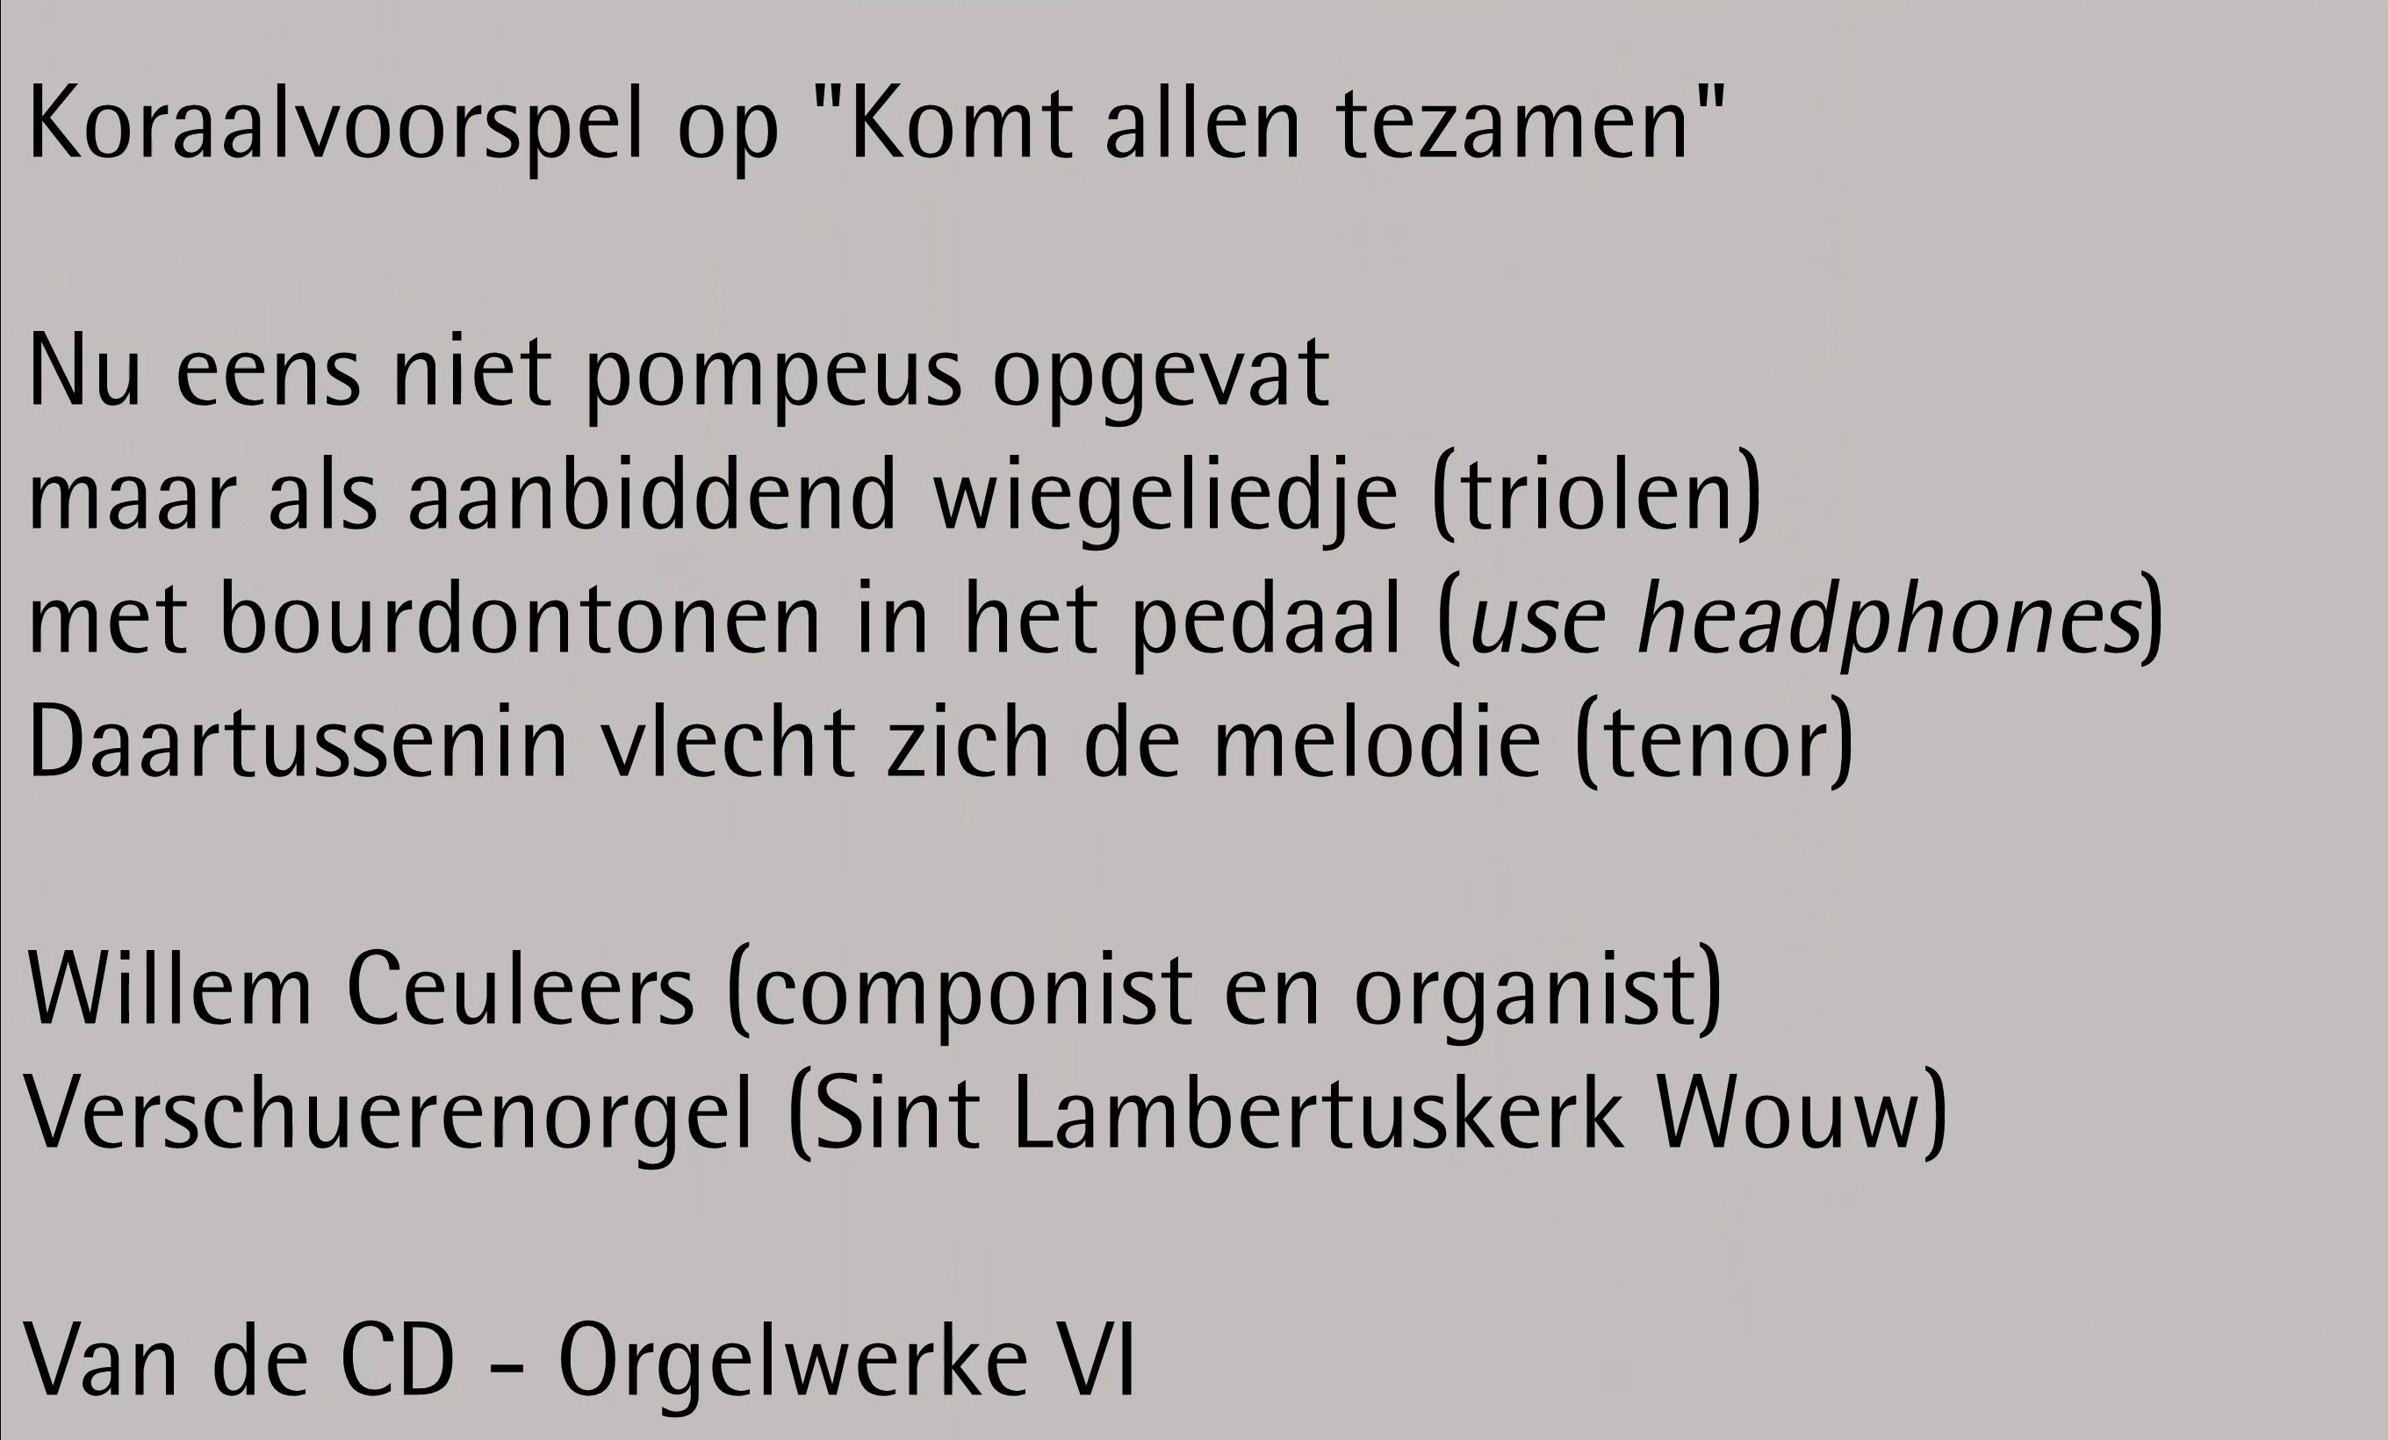 Koraalvoorspel op "Komt allen tezamen"
Nu eens niet pompeus opgevat
maar als aanbiddend wiegeliedje (triolen)
met bourdontonen in het pedaal (use headphones)
Daartussenin vlecht zich de melodie (tenor)
Willem Ceuleers (componist en organist)
Verschuerenorgel (Sint Lambertuskerk Wouw)
Van de CD - Orgelwerke VI